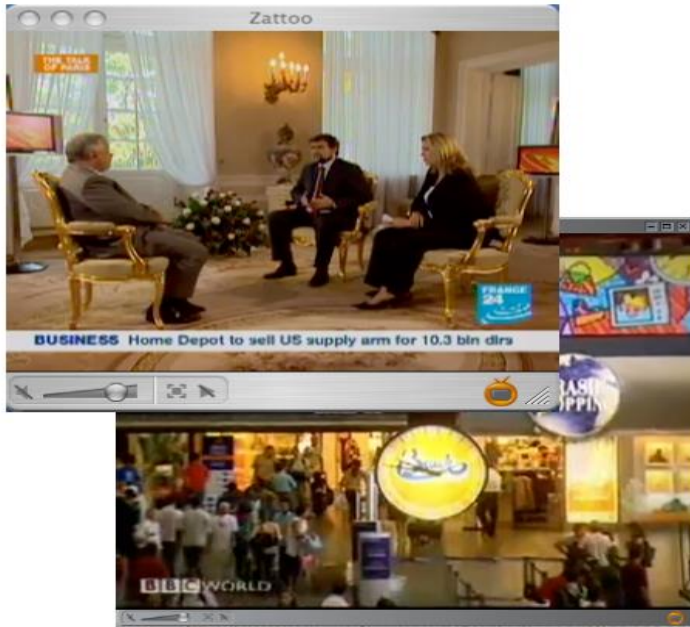 Zattoo
THE TALK
OF PARIS
FRANCE
24
BUSINESS Home Depot to sell US supply arm for 10.3 bln dlrs
BBC WORLD